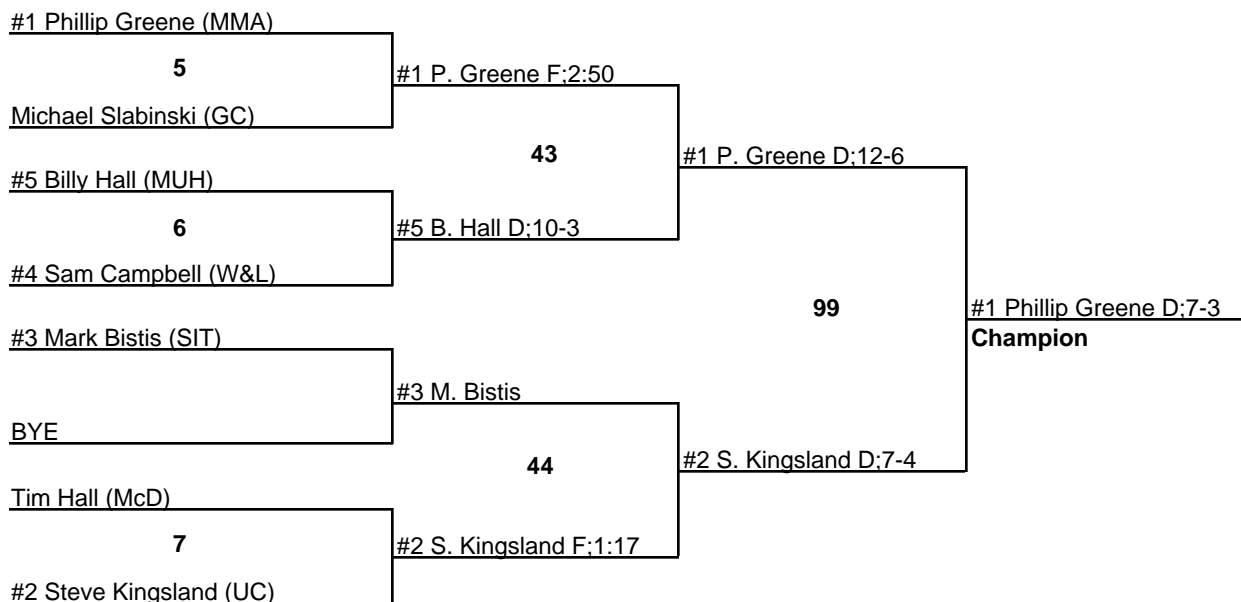 #1 Phillip Greene (MMA)
5
#1 P. Greene F;2:50
Michael Slabinski (GC)
43
#1 P. Greene D;12-6
#5 Billy Hall (MUH)
6
#5 B. Hall D;10-3
#4 Sam Campbell (W&L)
99
#1 Phillip Greene D;7-3
Champion
#3 Mark Bistis (SIT)
#3 M. Bistis
BYE
44
#2 S. Kingsland D;7-4
Tim Hall (McD)
7
#2 S. Kingsland F;1:17
#2 Steve Kingsland (UC)